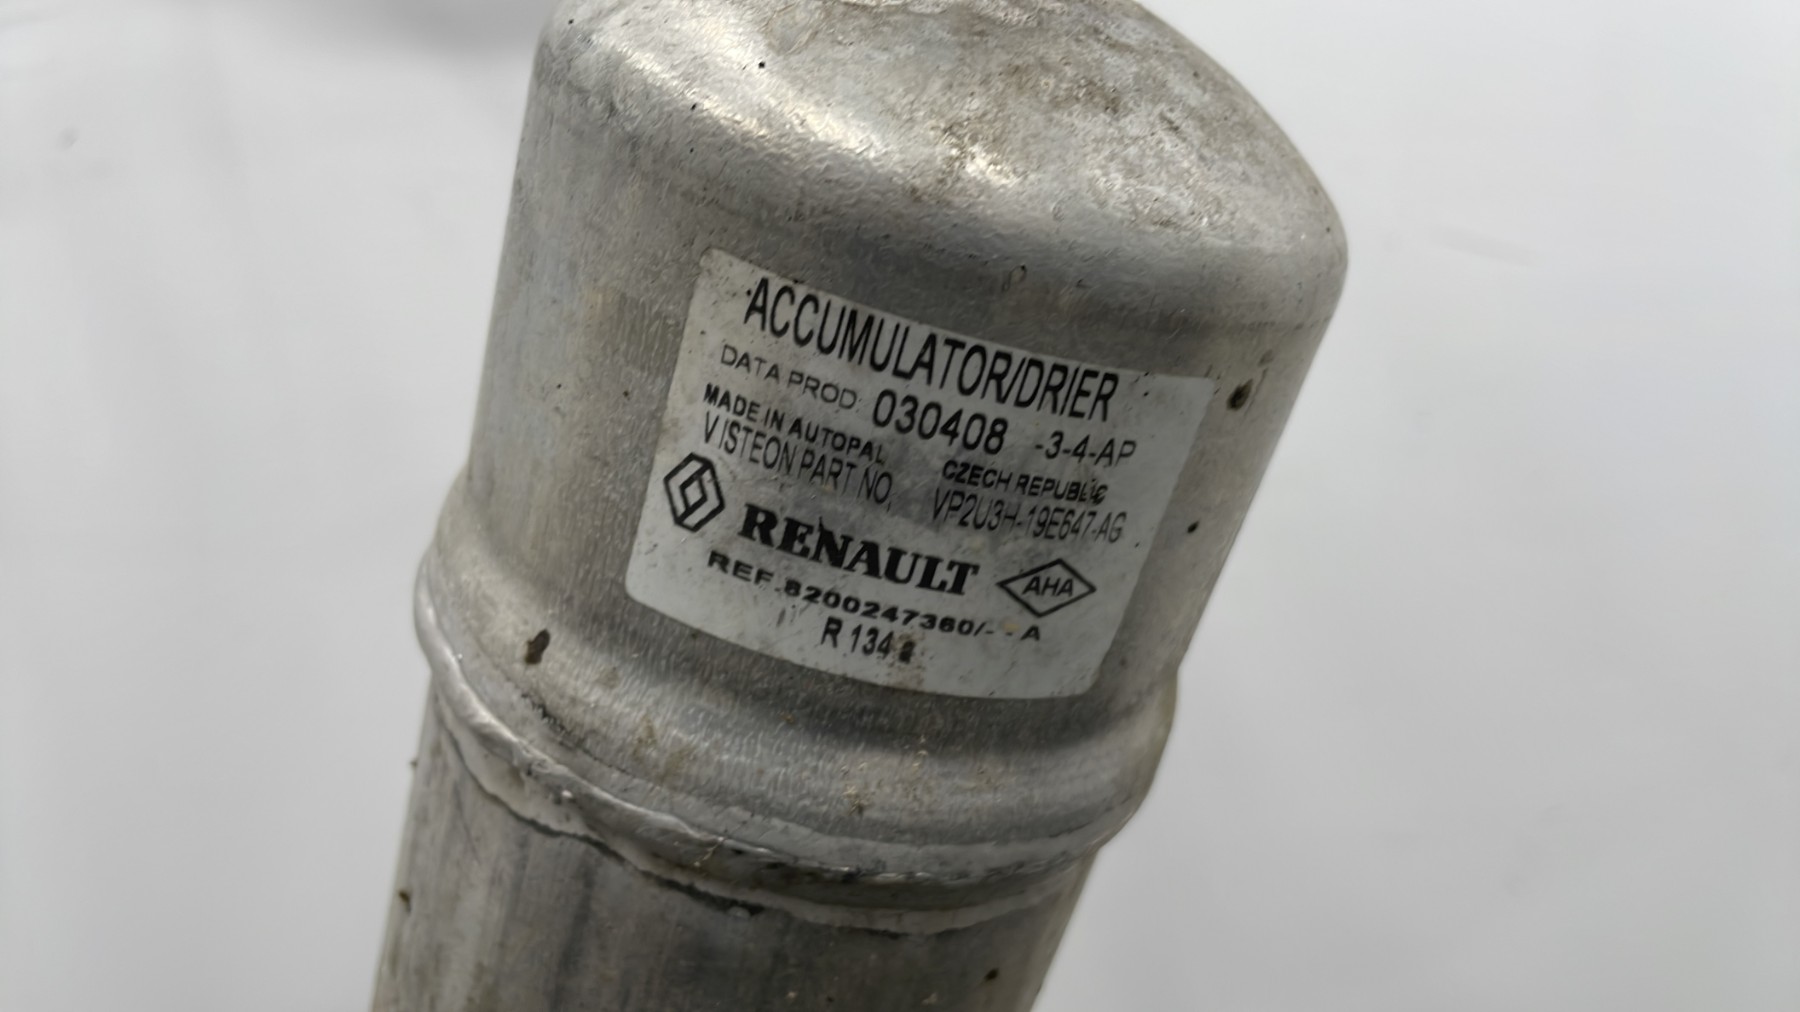 ACCUMULATOR/DRIER
DATA PROD: 030408 -3-4-AP
MADE IN AUTOPAL CZECH REPUBLIC
VISTEON PART NO, VP2U3H-19E647-AG
RENAULT AHA
REF.8200247360/- - A
R 134a